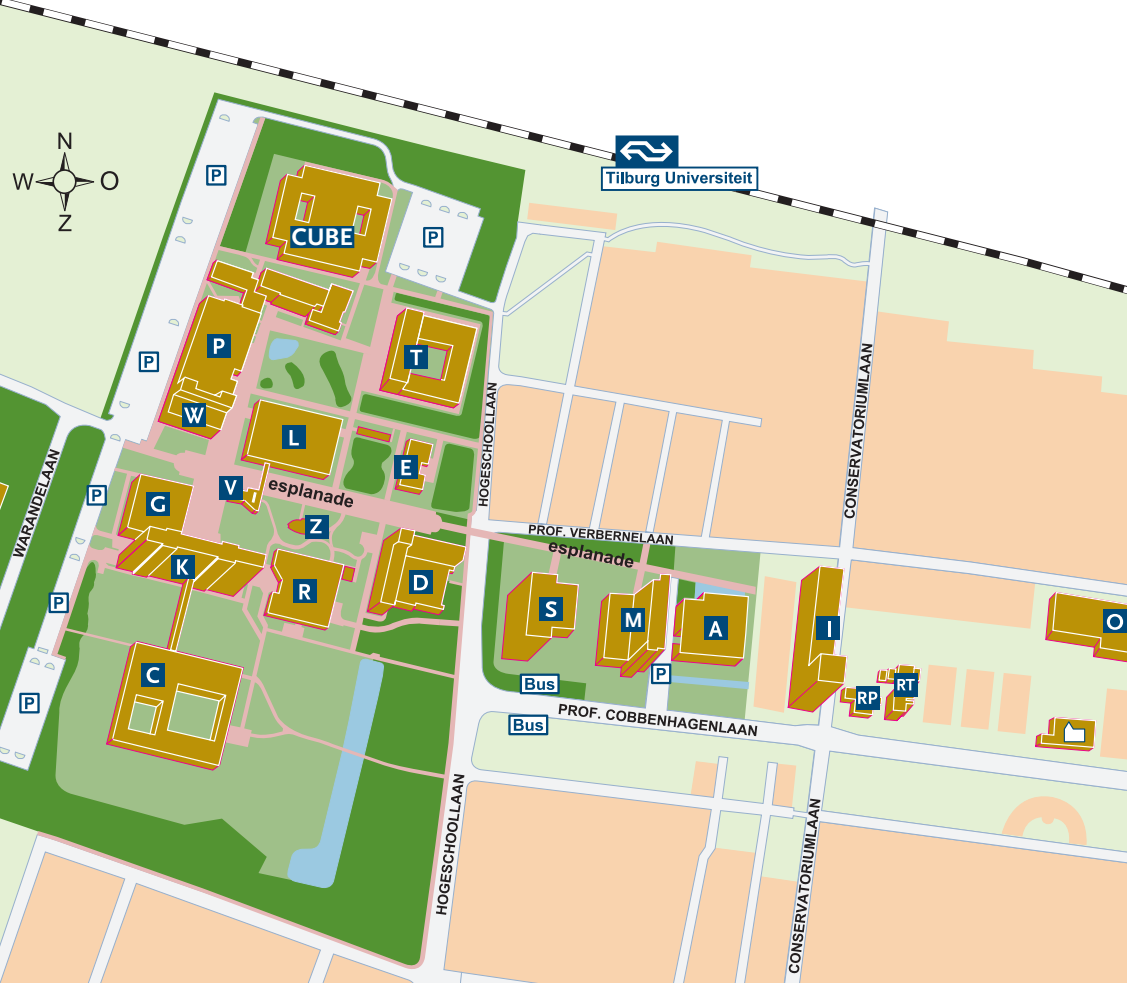 N
W O
Z
Tilburg Universiteit
P
CUBE
P
P
T
P
W
L
E
HOGESCHOOLLAAN
CONSERVATORIUMLAAN
WARANDELAAN
P
G
V
esplanade
Z
K
R
D
PROF. VERBERNELAAN
esplanade
S
M
A
I
O
P
C
P
P
RP
RT
Bus
Bus
PROF. COBBENHAGENLAAN
HOGESCHOOLLAAN
CONSERVATORIUMLAAN